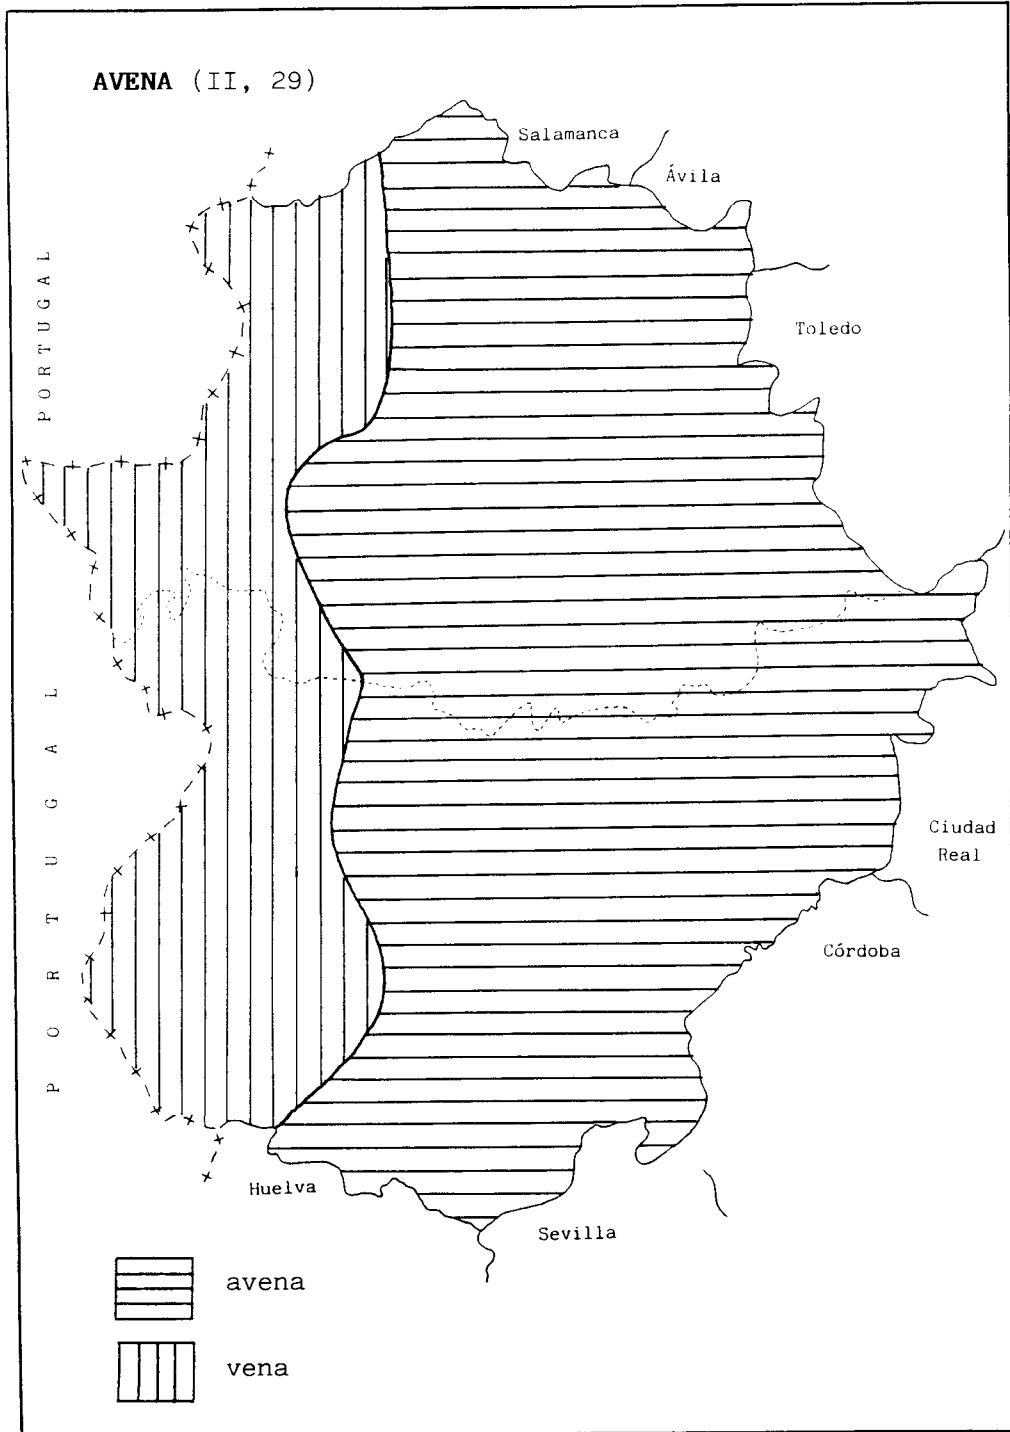 AVENA (II, 29)
Salamanca
Ávila
PORTUGAL
Toledo
PORTUGAL
Ciudad
Real
Córdoba
Huelva
Sevilla
avena
vena